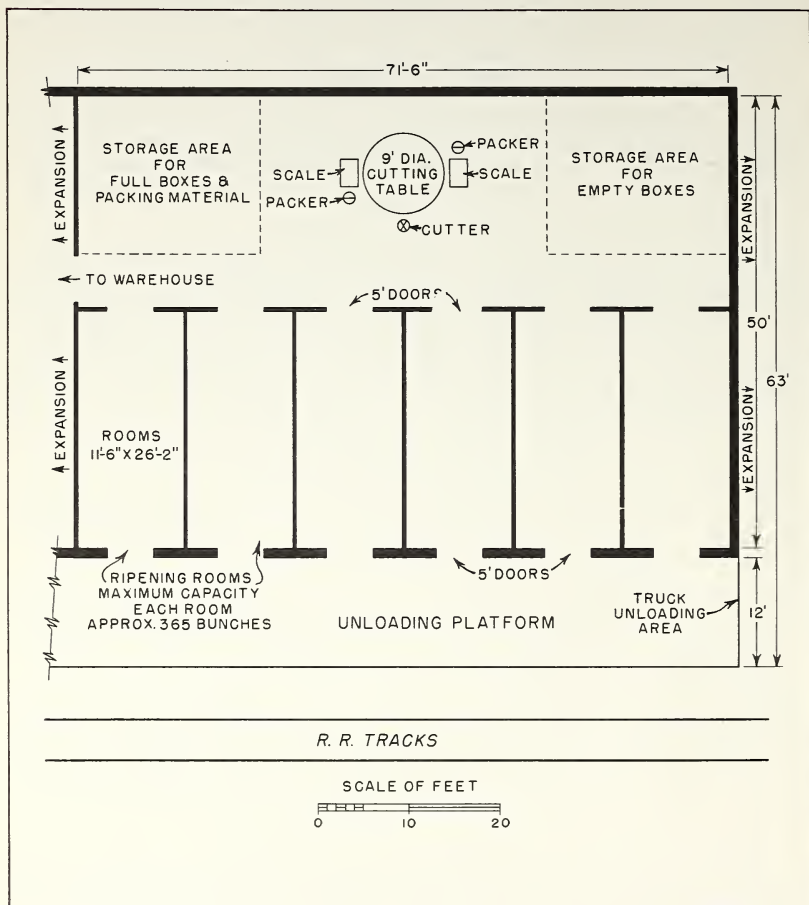 71'-6"
EXPANSION
STORAGE AREA
FOR
FULL BOXES &
PACKING MATERIAL
SCALE
PACKER
9' DIA.
CUTTING
TABLE
PACKER
SCALE
CUTTER
STORAGE AREA
FOR
EMPTY BOXES
EXPANSION
TO WAREHOUSE
5' DOORS
50'
63'
EXPANSION
ROOMS
11'-6" X 26'-2"
EXPANSION
RIPENING ROOMS
MAXIMUM CAPACITY
EACH ROOM
APPROX. 365 BUNCHES
5' DOORS
UNLOADING PLATFORM
TRUCK
UNLOADING
AREA
12'
R. R. TRACKS
SCALE OF FEET
0 10 20